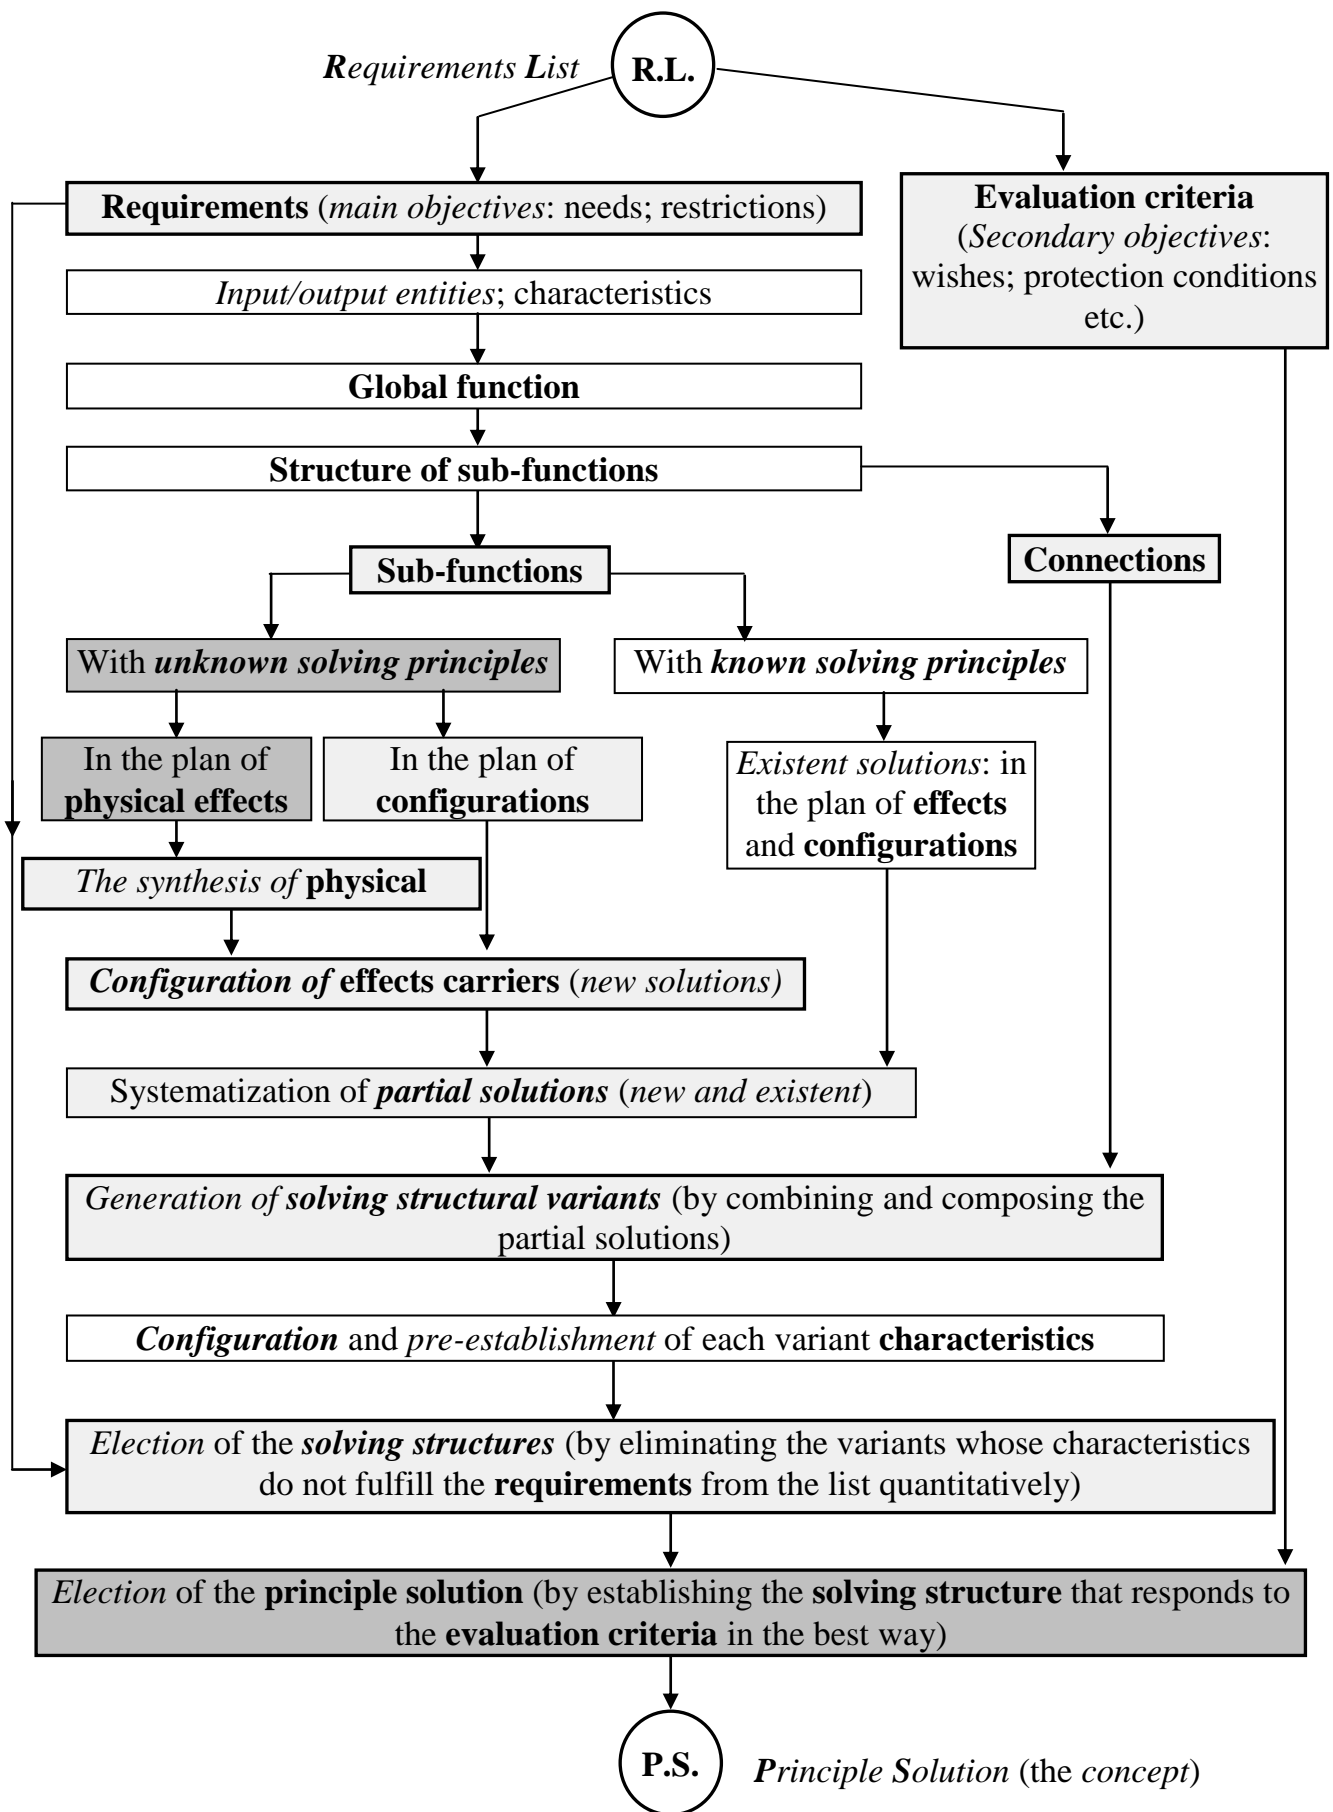 Requirements List
R.L.
Requirements (main objectives: needs; restrictions)
Evaluation criteria
(Secondary objectives:
wishes; protection conditions
etc.)
Input/output entities; characteristics
Global function
Structure of sub-functions
Sub-functions
Connections
With unknown solving principles
With known solving principles
In the plan of
physical effects
In the plan of
configurations
Existent solutions: in
the plan of effects
and configurations
The synthesis of physical
Configuration of effects carriers (new solutions)
Systematization of partial solutions (new and existent)
Generation of solving structural variants (by combining and composing the
partial solutions)
Configuration and pre-establishment of each variant characteristics
Election of the solving structures (by eliminating the variants whose characteristics
do not fulfill the requirements from the list quantitatively)
Election of the principle solution (by establishing the solving structure that responds to
the evaluation criteria in the best way)
P.S.
Principle Solution (the concept)